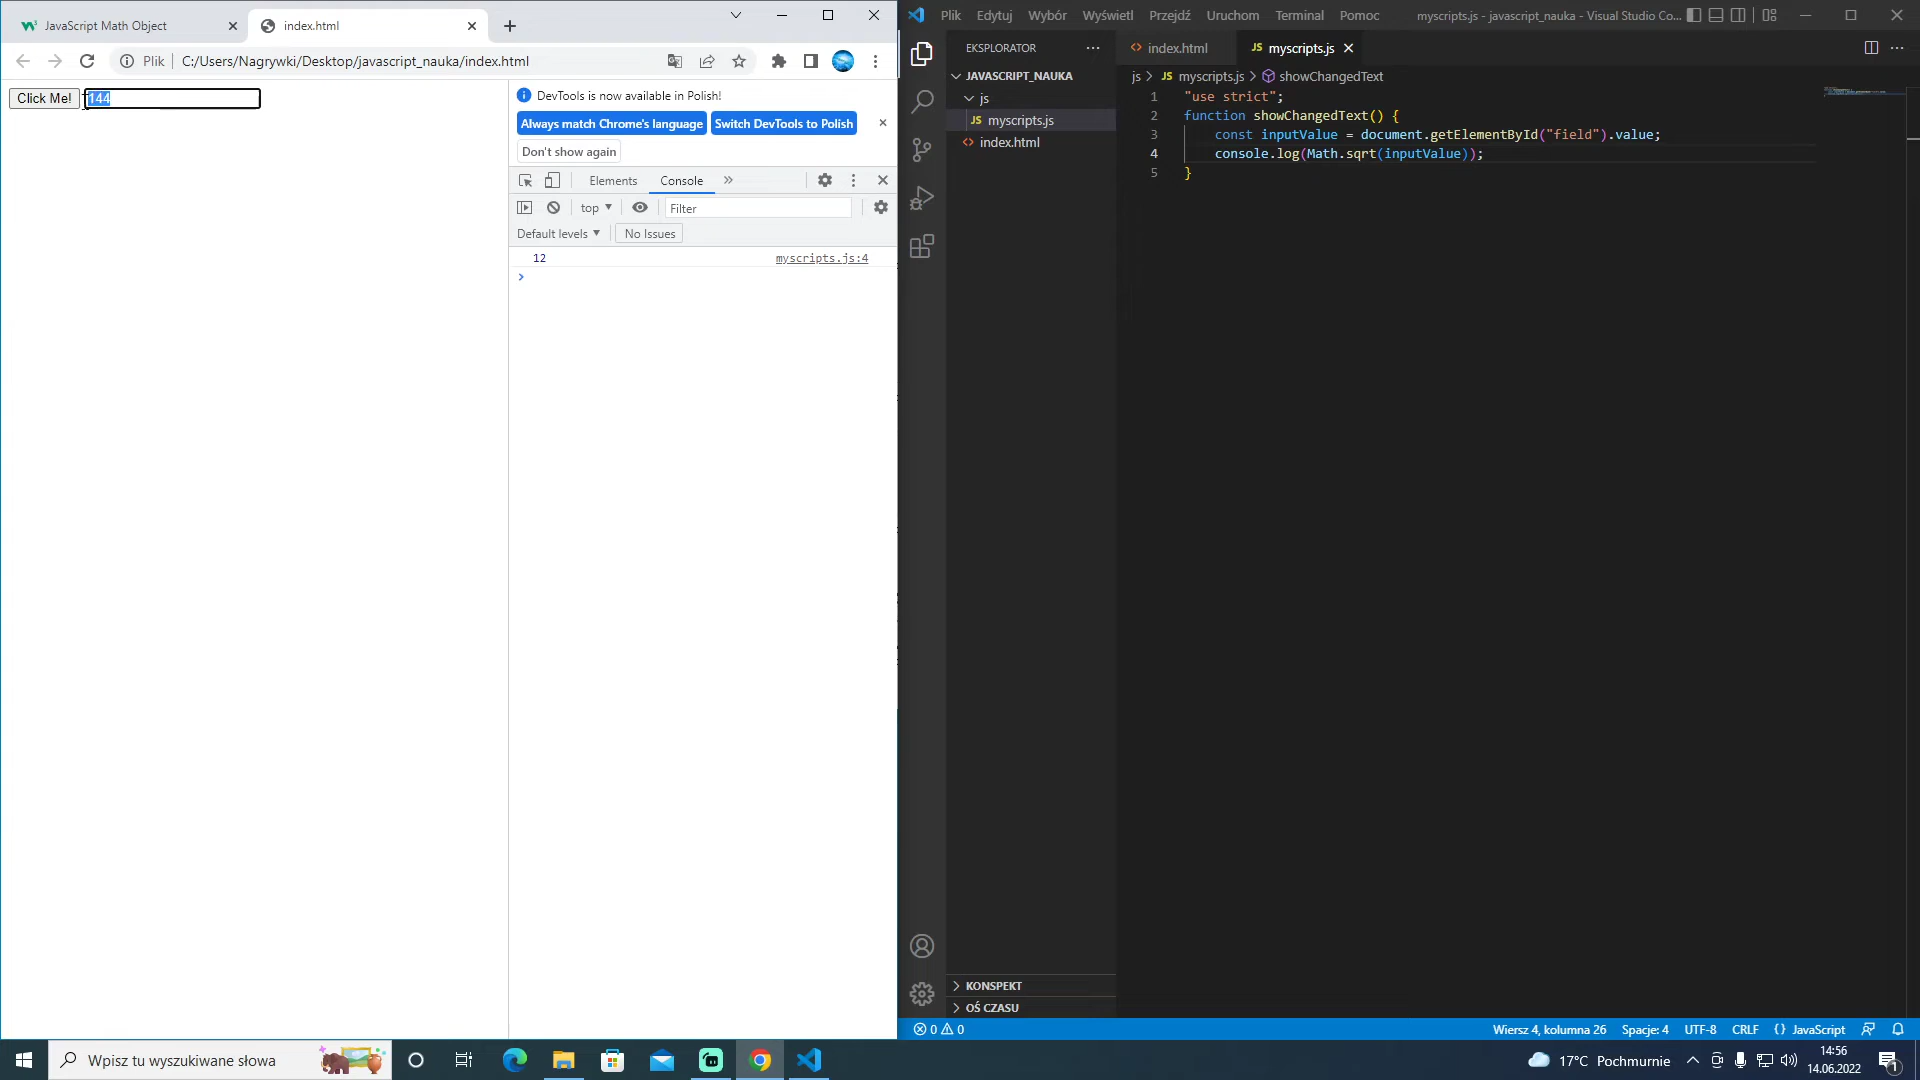 JavaScript Math Object
index.html
Plik
C:/Users/Nagrywki/Desktop/javascript_nauka/index.html
Click Me!
144
DevTools is now available in Polish!
Always match Chrome's language
Switch DevTools to Polish
Don't show again
Elements
Console
top
Filter
Default levels
No Issues
12
myscripts.js:4
Plik Edytuj Wybór Wyświetl Przejdź Uruchom Terminal Pomoc
myscripts.js - javascript_nauka - Visual Studio Co...
EKSPLORATOR
JAVASCRIPT_NAUKA
js
JS myscripts.js
index.html
KONSPEKT
OŚ CZASU
index.html
JS myscripts.js
js > JS myscripts.js > showChangedText
1 "use strict";
2 function showChangedText() {
3 const inputValue = document.getElementById("field").value;
4 console.log(Math.sqrt(inputValue));
5 }
0 0
Wiersz 4, kolumna 26
Spacje: 4
UTF-8
CRLF
{ } JavaScript
Wpisz tu wyszukiwane słowa
17°C Pochmurnie
14:56
14.06.2022
1